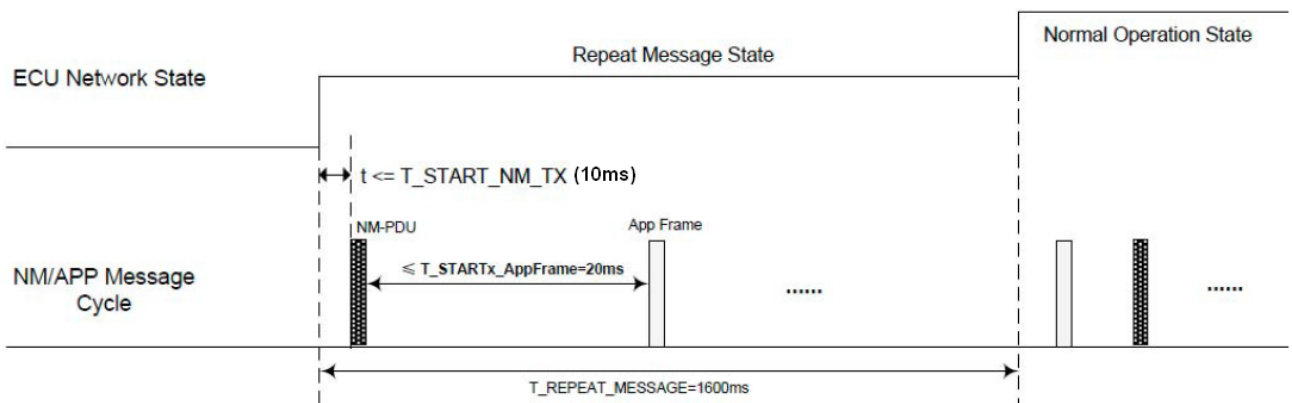 Normal Operation State
Repeat Message State
ECU Network State
t <= T_START_NM_TX (10ms)
NM-PDU
App Frame
≤ T_STARTx_AppFrame=20ms
NM/APP Message
Cycle
......
......
T_REPEAT_MESSAGE=1600ms